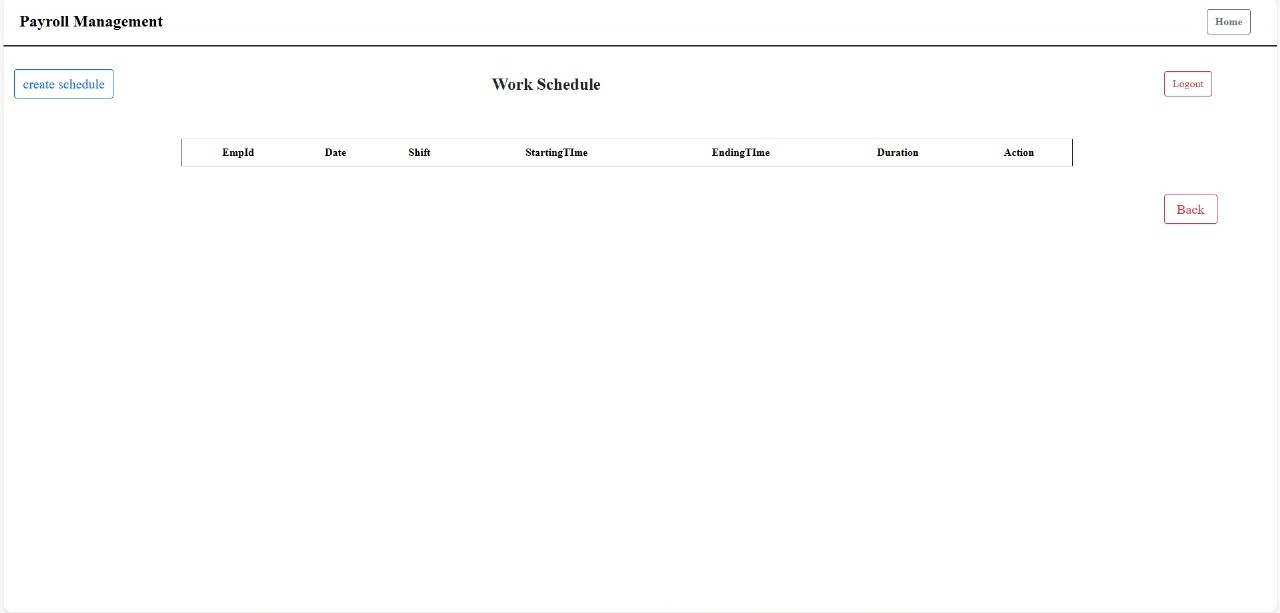 Payroll Management Home
create schedule Work Schedule Logout
EmpId Date Shift StartingTIme EndingTIme Duration Action
Back